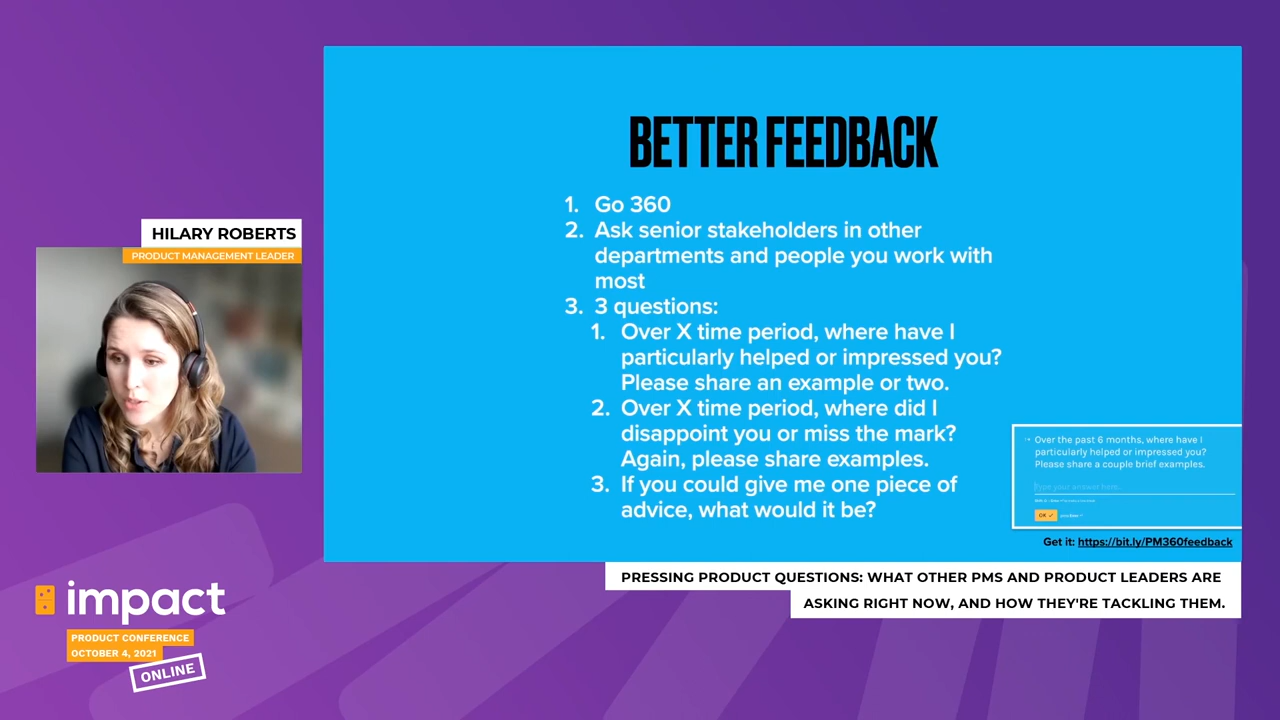 BETTER FEEDBACK
1. Go 360
2. Ask senior stakeholders in other
departments and people you work with
most
3. 3 questions:
1. Over X time period, where have I
particularly helped or impressed you?
Please share an example or two.
2. Over X time period, where did I
disappoint you or miss the mark?
Again, please share examples.
3. If you could give me one piece of
advice, what would it be?
Over the past 6 months, where have I
particularly helped or impressed you?
Please share a couple brief examples.
Type your answer here...
OK ✓
Get it: https://bit.ly/PM360feedback
HILARY ROBERTS
PRODUCT MANAGEMENT LEADER
PRESSING PRODUCT QUESTIONS: WHAT OTHER PMS AND PRODUCT LEADERS ARE
ASKING RIGHT NOW, AND HOW THEY'RE TACKLING THEM.
impact
PRODUCT CONFERENCE
OCTOBER 4, 2021
ONLINE